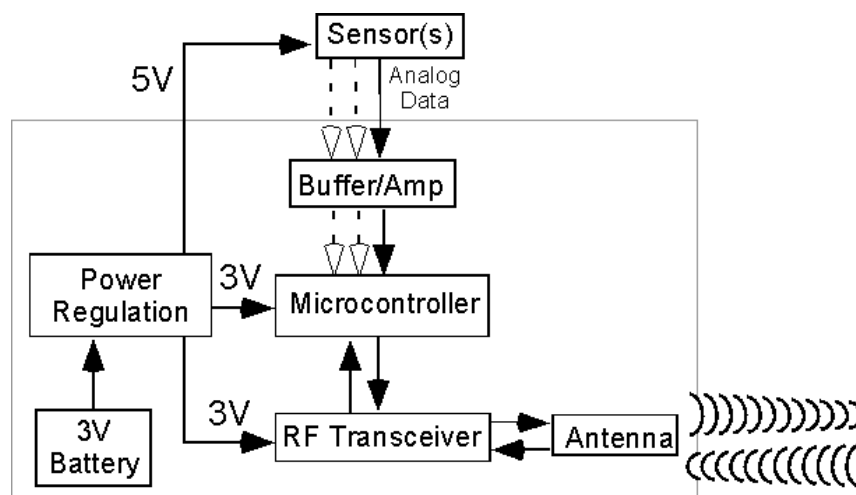 Sensor(s)
5V
Analog
Data
Buffer/Amp
Power
Regulation
3V
Microcontroller
3V
Battery
3V
RF Transceiver
Antenna